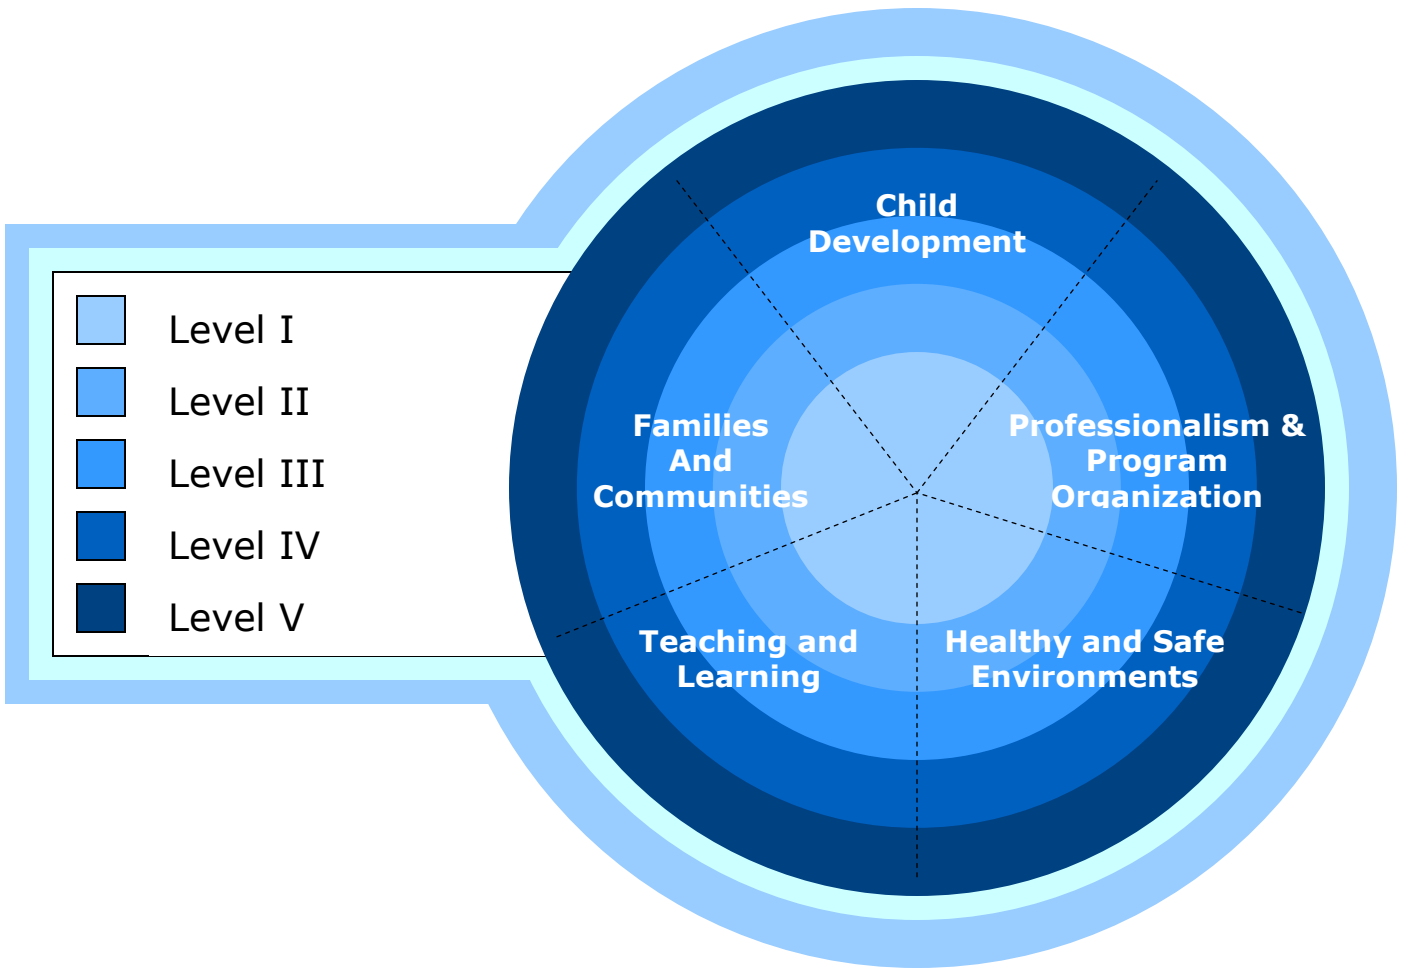 Level I
Level II
Level III
Level IV
Level V
Child
Development
Families
And
Communities
Professionalism &
Program
Organization
Teaching and
Learning
Healthy and Safe
Environments